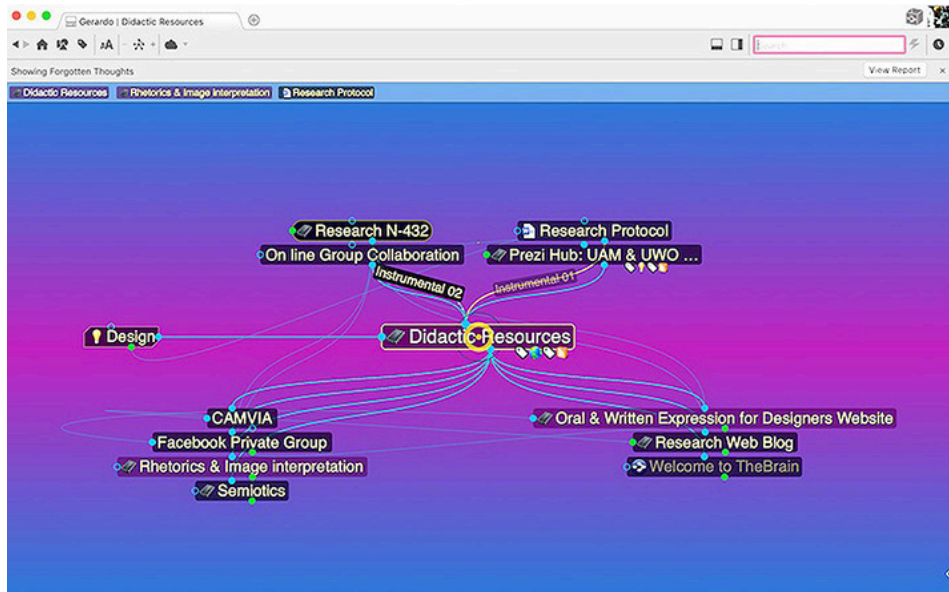 Gerardo | Didactic Resources
Search
Showing Forgotten Thoughts
View Report
Didactic Resources
Rhetorics & Image interpretation
Research Protocol
Research N-432
Research Protocol
On line Group Collaboration
Prezi Hub: UAM & UWO ...
Instrumental 02
Instrumental 01
Design
Didactic Resources
CAMVIA
Oral & Written Expression for Designers Website
Facebook Private Group
Research Web Blog
Rhetorics & Image interpretation
Welcome to TheBrain
Semiotics